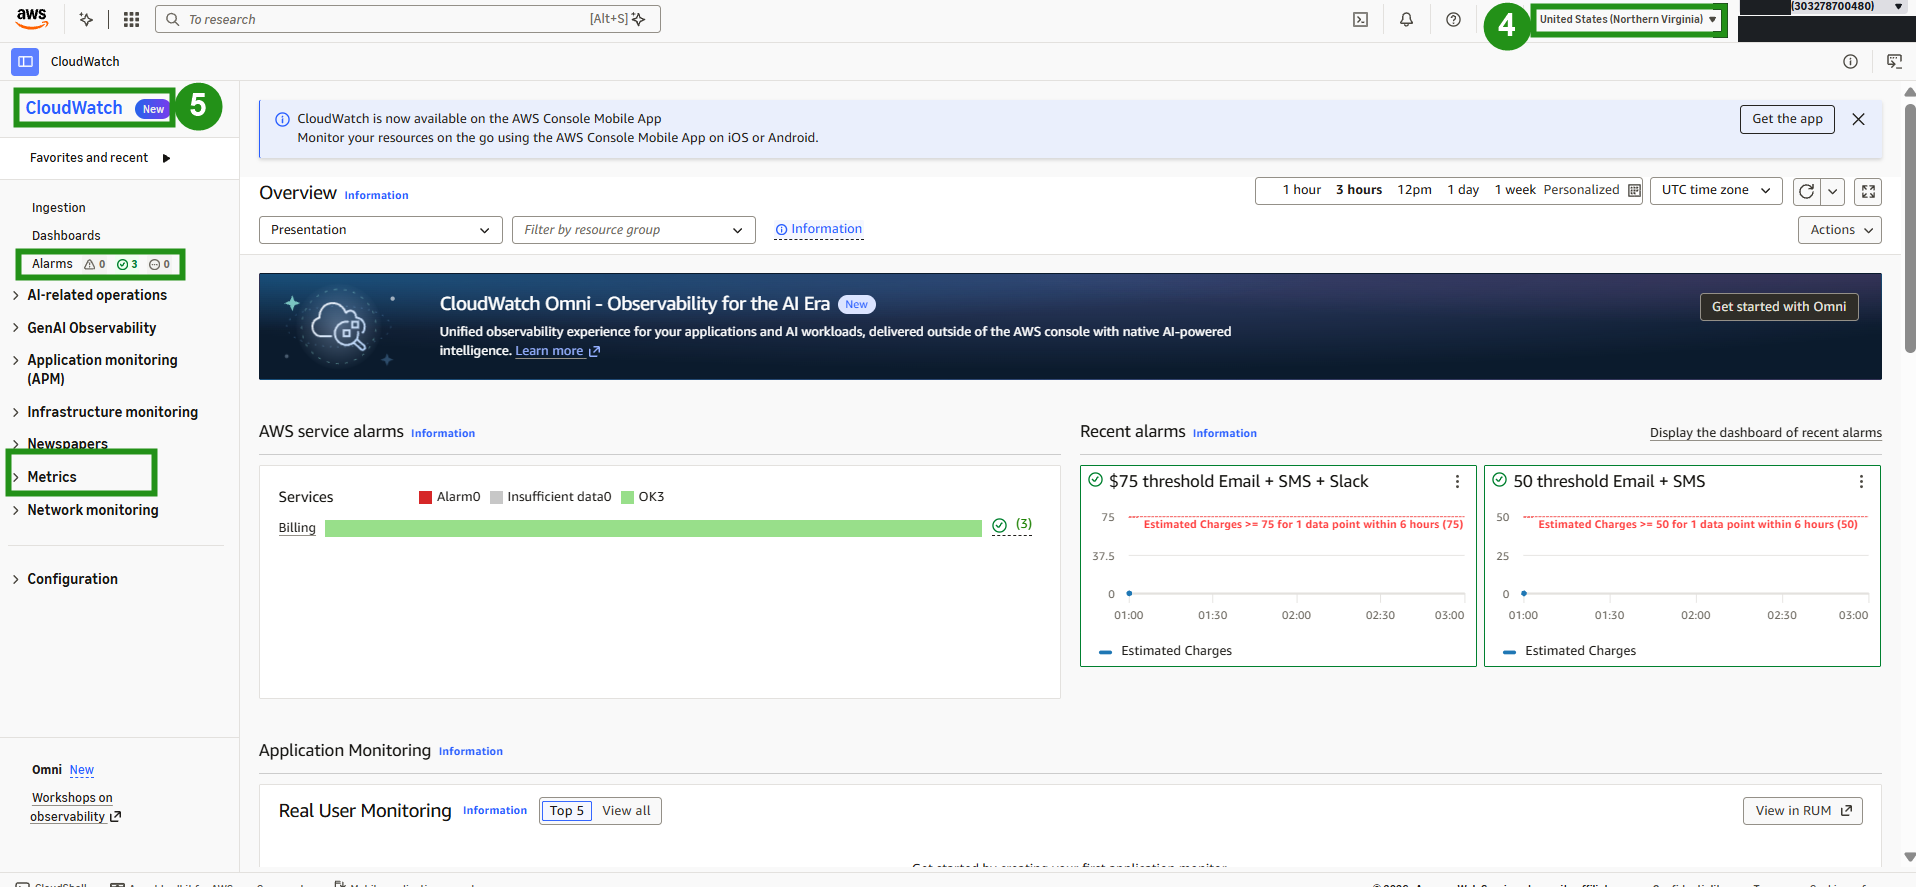 aws
To research
[Alt+S]
4
United States (Northern Virginia)
(303278700480)
CloudWatch
CloudWatch New
5
Favorites and recent
Ingestion
Dashboards
Alarms 0 3 0
AI-related operations
GenAI Observability
Application monitoring
(APM)
Infrastructure monitoring
Newspapers
Metrics
Network monitoring
Configuration
Omni New
Workshops on
observability
CloudWatch is now available on the AWS Console Mobile App
Monitor your resources on the go using the AWS Console Mobile App on iOS or Android.
Get the app
Overview Information
1 hour 3 hours 12pm 1 day 1 week Personalized
UTC time zone
Presentation
Filter by resource group
Information
Actions
CloudWatch Omni - Observability for the AI Era New
Unified observability experience for your applications and AI workloads, delivered outside of the AWS console with native AI-powered
intelligence. Learn more
Get started with Omni
AWS service alarms Information
Services
Alarm0 Insufficient data0 OK3
Billing
(3)
Recent alarms Information
Display the dashboard of recent alarms
$75 threshold Email + SMS + Slack
75
Estimated Charges >= 75 for 1 data point within 6 hours (75)
37.5
0
01:00 01:30 02:00 02:30 03:00
Estimated Charges
50 threshold Email + SMS
50
Estimated Charges >= 50 for 1 data point within 6 hours (50)
25
0
01:00 01:30 02:00 02:30 03:00
Estimated Charges
Application Monitoring Information
Real User Monitoring Information
Top 5 View all
View in RUM